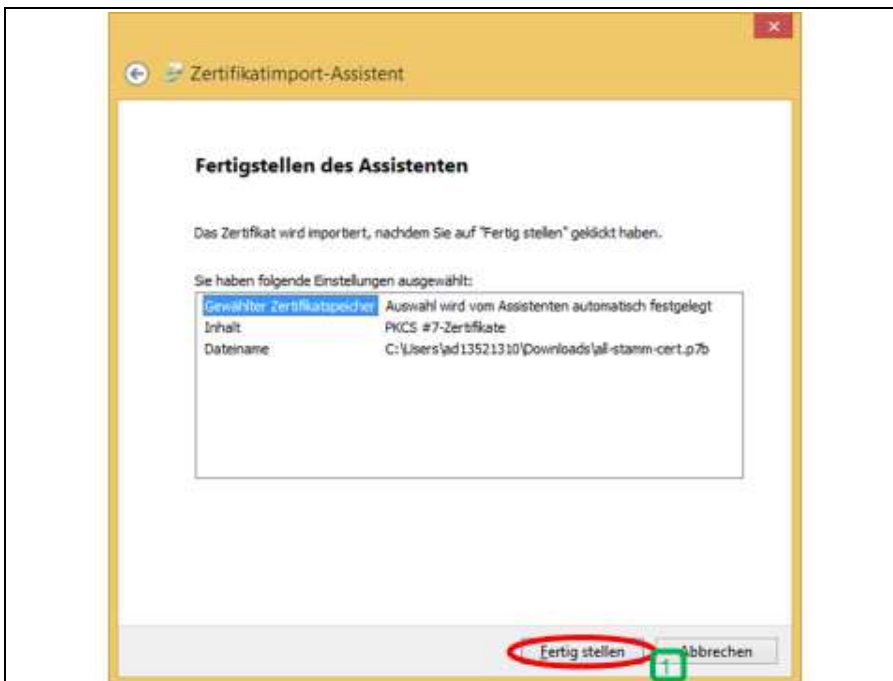 Zertifikatimport-Assistent
Fertigstellen des Assistenten
Das Zertifikat wird importiert, nachdem Sie auf "Fertig stellen" geklickt haben.
Sie haben folgende Einstellungen ausgewählt:
Gewählter Zertifikatspeicher Auswahl wird vom Assistenten automatisch festgelegt
Inhalt PKCS #7-Zertifikate
Dateiname C:\Users\ad13521310\Downloads\all-stamm-cert.p7b
Fertig stellen Abbrechen
1